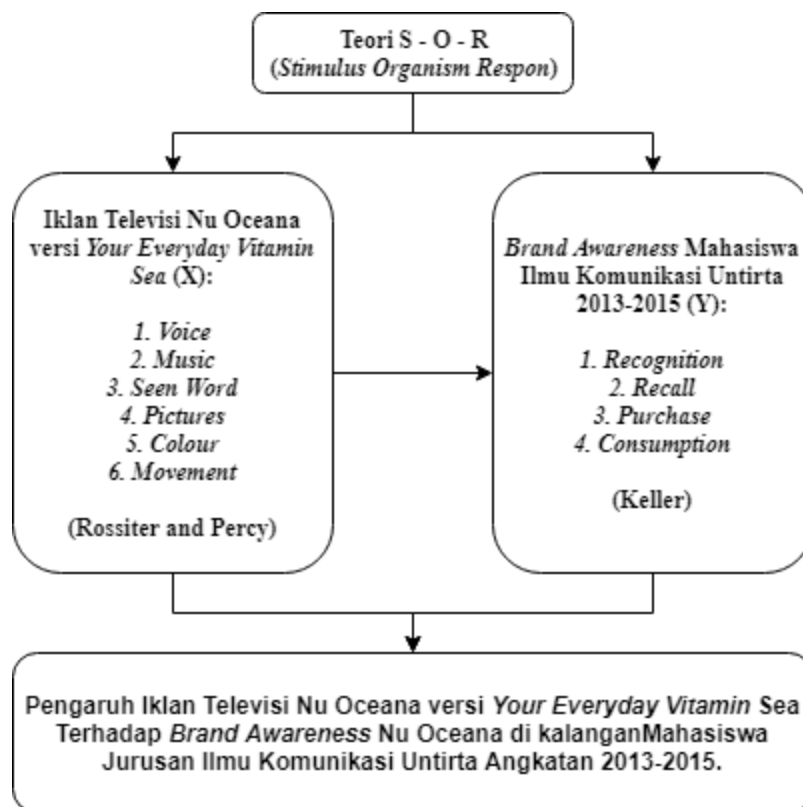 Teori S - O - R
(Stimulus Organism Respon)
Iklan Televisi Nu Oceana
versi Your Everyday Vitamin
Sea (X):
1. Voice
2. Music
3. Seen Word
4. Pictures
5. Colour
6. Movement
(Rossiter and Percy)
Brand Awareness Mahasiswa
Ilmu Komunikasi Untirta
2013-2015 (Y):
1. Recognition
2. Recall
3. Purchase
4. Consumption
(Keller)
Pengaruh Iklan Televisi Nu Oceana versi Your Everyday Vitamin Sea
Terhadap Brand Awareness Nu Oceana di kalanganMahasiswa
Jurusan Ilmu Komunikasi Untirta Angkatan 2013-2015.